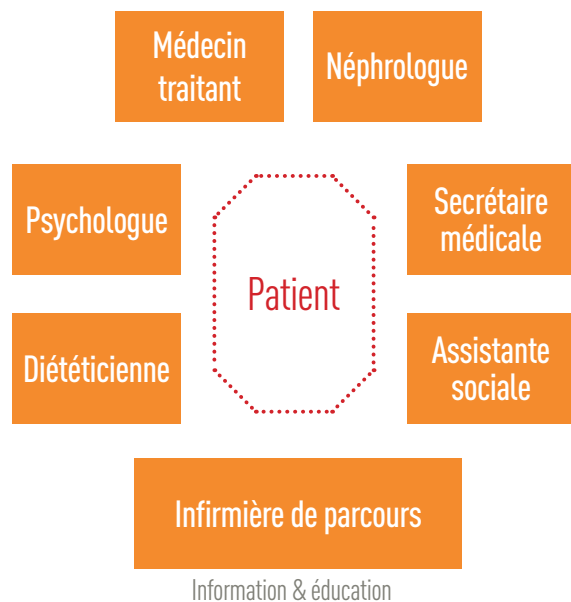 Médecin
traitant
Néphrologue
Psychologue
Secrétaire
médicale
Patient
Diététicienne
Assistante
sociale
Infirmière de parcours
Information & éducation